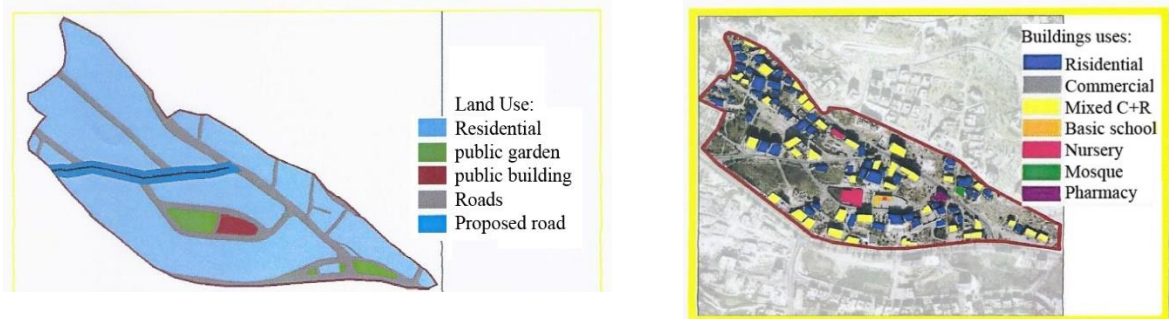 Land Use:
Residential
public garden
public building
Roads
Proposed road
Buildings uses:
Risidential
Commercial
Mixed C+R
Basic school
Nursery
Mosque
Pharmacy